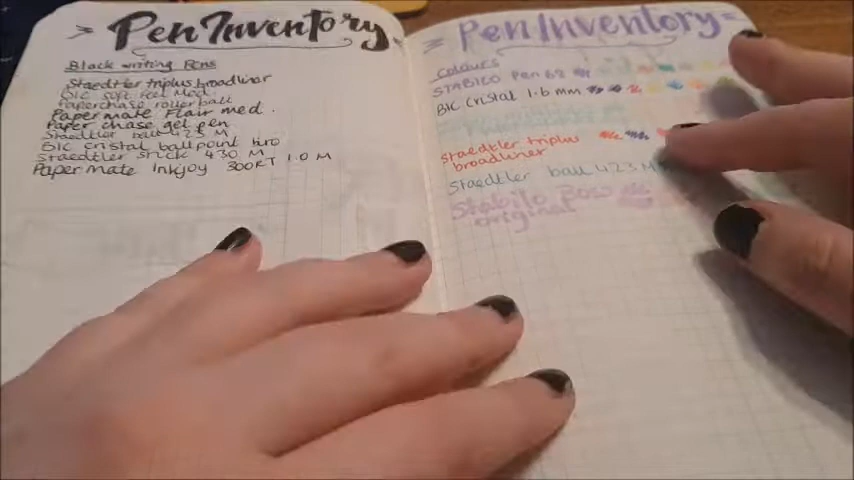 Pen Inventory
Black writing Pens
Staedtler triplus broadliner
BIC soft Feel Med.
Paperchase rollerball
Paper mate Flair med.
Paper chase gel pen
Staedtler ball 423 M
BIC cristal ballpoint biro
Staedtler stick 430 M
Paper mate Inkjoy 300RT 1.0 M
Pen Inventory
Colours
STABILO Pen 68
BIC Cristal 1.6 mm
Staedtler triplus
broadliner
Staedtler ball 423 M
Stabilo Boss
original